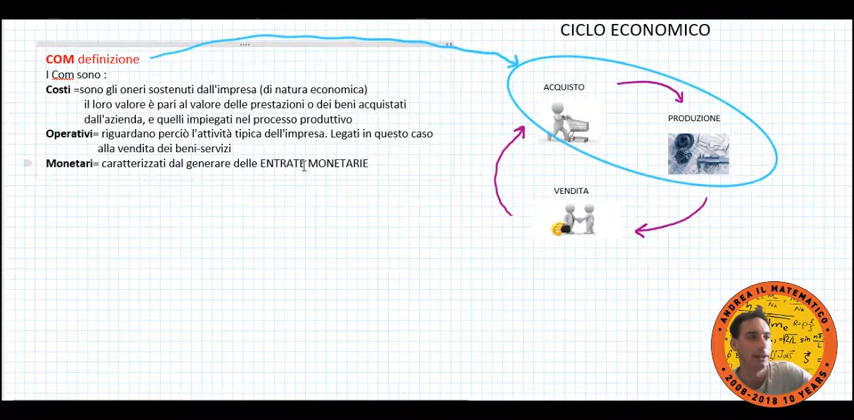 CICLO ECONOMICO
COM definizione
I Com sono :
Costi =sono gli oneri sostenuti dall'impresa (di natura economica)
il loro valore è pari al valore delle prestazioni o dei beni acquistati
dall'azienda, e quelli impiegati nel processo produttivo
Operativi= riguardano perciò l'attività tipica dell'impresa. Legati in questo caso
alla vendita dei beni-servizi
Monetari= caratterizzati dal generare delle ENTRATE MONETARIE
ACQUISTO
PRODUZIONE
VENDITA
ANDREA IL MATEMATICO
2008-2018 10 YEARS